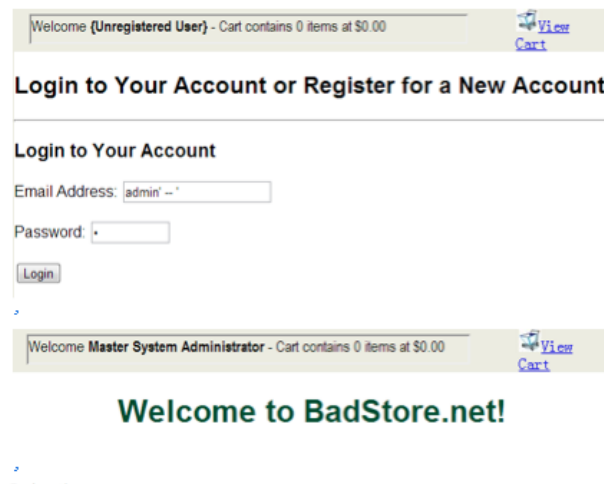 Welcome {Unregistered User} - Cart contains 0 items at $0.00 View Cart
Login to Your Account or Register for a New Account
Login to Your Account
Email Address: admin' -- '
Password: •
Login
,
Welcome Master System Administrator - Cart contains 0 items at $0.00 View Cart
Welcome to BadStore.net!
,